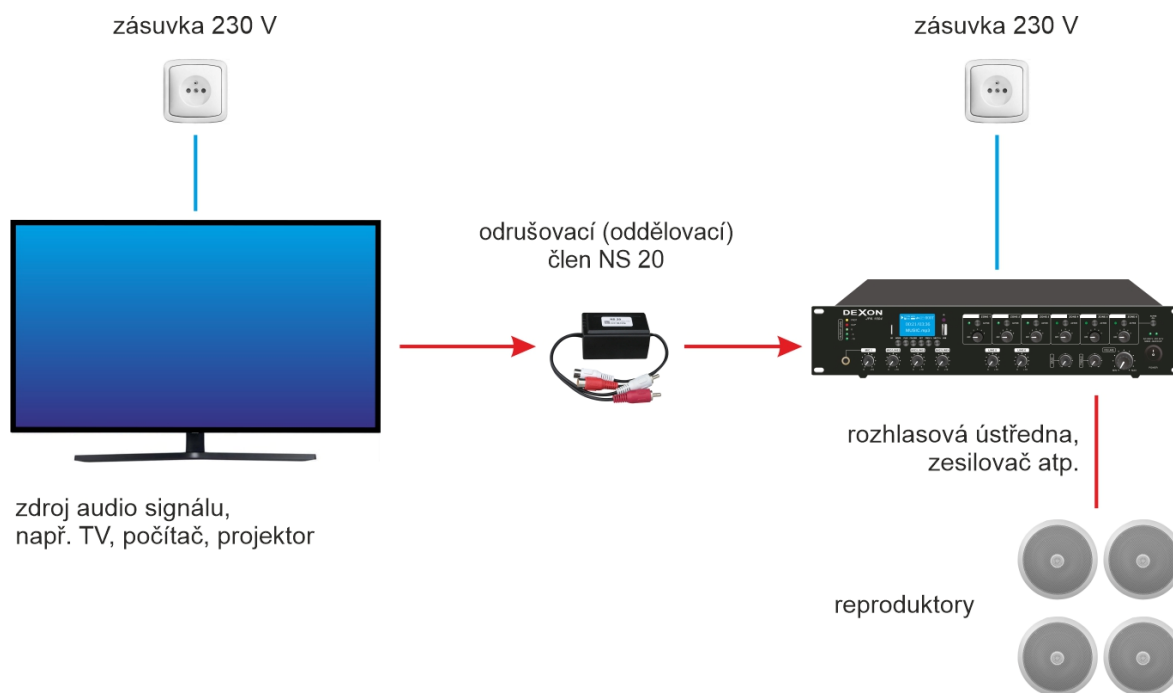 zásuvka 230 V
zásuvka 230 V
odrušovací (oddělovací)
člen NS 20
DEXON
rozhlasová ústředna,
zesilovač atp.
zdroj audio signálu,
např. TV, počítač, projektor
reproduktory